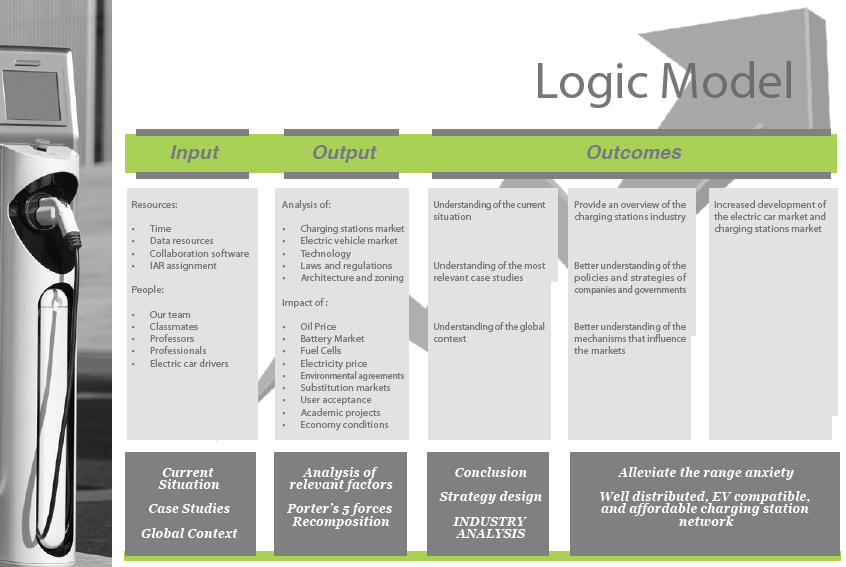 Logic Model
Input
Output
Outcomes
Resources:
• Time
• Data resources
• Collaboration software
• IAR assignment
People:
• Our team
• Classmates
• Professors
• Professionals
• Electric car drivers
Analysis of:
• Charging stations market
• Electric vehicle market
• Technology
• Laws and regulations
• Architecture and zoning
Impact of :
• Oil Price
• Battery Market
• Fuel Cells
• Electricity price
• Environmental agreements
• Substitution markets
• User acceptance
• Academic projects
• Economy conditions
Understanding of the current
situation
Understanding of the most
relevant case studies
Understanding of the global
context
Provide an overview of the
charging stations industry
Better understanding of the
policies and strategies of
companies and governments
Better understanding of the
mechanisms that influence
the markets
Increased development of
the electric car market and
charging stations market
Current
Situation
Case Studies
Global Context
Analysis of
relevant factors
Porter's 5 forces
Recomposition
Conclusion
Strategy design
INDUSTRY
ANALYSIS
Alleviate the range anxiety
Well distributed, EV compatible,
and affordable charging station
network